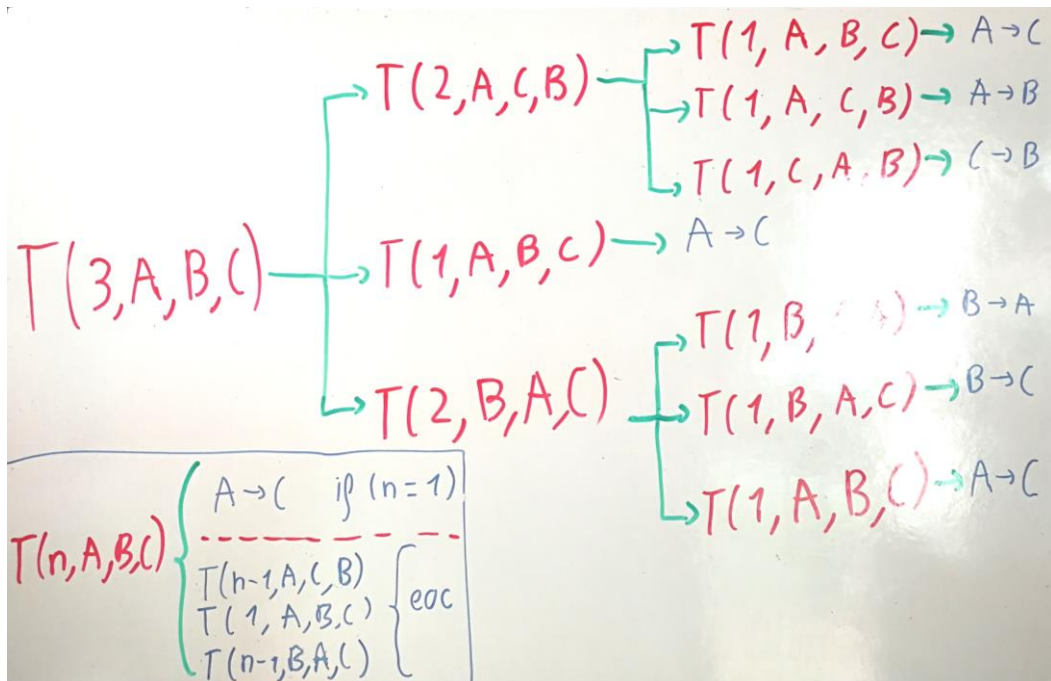 T(1, A, B, C) → A → C
T(2, A, C, B)
T(1, A, C, B) → A → B
T(1, C, A, B) → C → B
T(3, A, B, C)
T(1, A, B, C) → A → C
T(1, B, ) → B → A
T(2, B, A, C)
T(1, B, A, C) → B → C
T(1, A, B, C) → A → C
T(n, A, B, C)
A → C if (n = 1)
T(n-1, A, C, B)
T(1, A, B, C)
T(n-1, B, A, C)
eoc